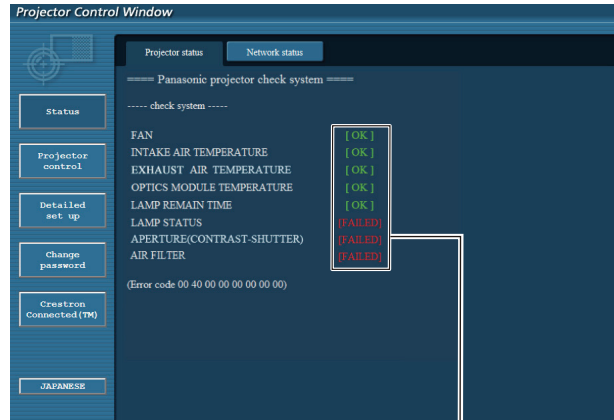 Projector Control Window
Projector status
Network status
==== Panasonic projector check system ====
----- check system -----
FAN [ OK ]
INTAKE AIR TEMPERATURE [ OK ]
EXHAUST AIR TEMPERATURE [ OK ]
OPTICS MODULE TEMPERATURE [ OK ]
LAMP REMAIN TIME [ OK ]
LAMP STATUS [FAILED]
APERTURE(CONTRAST-SHUTTER) [FAILED]
AIR FILTER [FAILED]
(Error code 00 40 00 00 00 00 00 00)
Status
Projector
control
Detailed
set up
Change
password
Crestron
Connected(TM)
JAPANESE